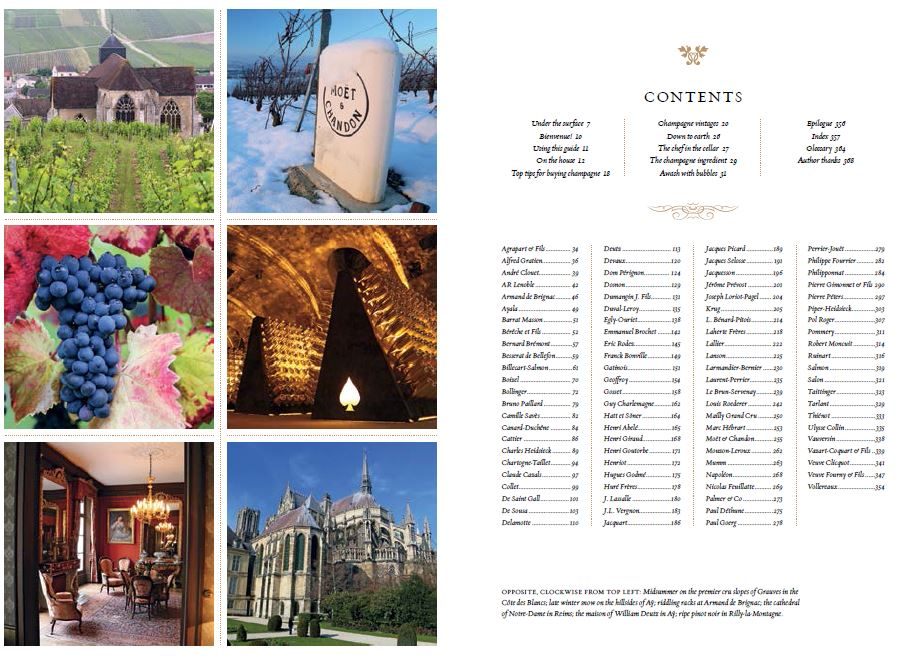 MOËT
&
CHANDON
CONTENTS
Under the surface 7
Bienvenue! 10
Using this guide 11
On the house 12
Top tips for buying champagne 18
Champagne vintages 20
Down to earth 26
The chef in the cellar 27
The champagne ingredient 29
Awash with bubbles 31
Epilogue 356
Index 357
Glossary 364
Author thanks 368
Agrapart & Fils 34
Alfred Gratien 36
André Clouet 39
AR Lenoble 42
Armand de Brignac 46
Ayala 49
Barrat Masson 51
Bérêche et Fils 52
Bernard Brémont 57
Besserat de Bellefon 59
Billecart-Salmon 61
Boizel 70
Bollinger 72
Bruno Paillard 79
Camille Savès 82
Canard-Duchêne 84
Cattier 86
Charles Heidsieck 89
Chartogne-Taillet 94
Claude Cazals 97
Collet 99
De Saint Gall 101
De Sousa 103
Delamotte 110
Deutz 113
Devaux 120
Dom Pérignon 124
Dosnon 129
Dumangin J. Fils 131
Duval-Leroy 135
Egly-Ouriet 138
Emmanuel Brochet 142
Eric Rodez 145
Franck Bonville 149
Gatinois 151
Geoffroy 154
Gosset 158
Guy Charlemagne 162
Hatt et Söner 164
Henri Abelé 165
Henri Giraud 168
Henri Goutorbe 171
Henriot 172
Hugues Godmé 175
Huré Frères 178
J. Lassalle 180
J.L. Vergnon 183
Jacquart 186
Jacques Picard 189
Jacques Selosse 191
Jacquesson 196
Jérôme Prévost 201
Joseph Loriot-Pagel 204
Krug 205
L. Bénard-Pitois 214
Laherte Frères 218
Lallier 222
Lanson 225
Larmandier-Bernier 230
Laurent-Perrier 235
Le Brun-Servenay 239
Louis Roederer 242
Mailly Grand Cru 250
Marc Hébrart 253
Moët & Chandon 255
Mouzon-Leroux 262
Mumm 263
Napoléon 268
Nicolas Feuillatte 269
Palmer & Co 273
Paul Déthune 275
Paul Goerg 278
Perrier-Jouët 279
Philippe Fourrier 282
Philipponnat 284
Pierre Gimonnet & Fils 290
Pierre Péters 297
Piper-Heidsieck 303
Pol Roger 307
Pommery 311
Robert Moncuit 314
Ruinart 316
Salmon 319
Salon 321
Taittinger 323
Tarlant 329
Thiénot 333
Ulysse Collin 335
Vauversin 338
Vazart-Coquart & Fils 339
Veuve Clicquot 341
Veuve Fourny & Fils 347
Vollereaux 354
OPPOSITE, CLOCKWISE FROM TOP LEFT: Midsummer on the premier cru slopes of Grauves in the
Côte des Blancs; late winter snow on the hillsides of Aÿ; riddling racks at Armand de Brignac; the cathedral
of Notre-Dame in Reims; the maison of William Deutz in Aÿ; ripe pinot noir in Rilly-la-Montagne.